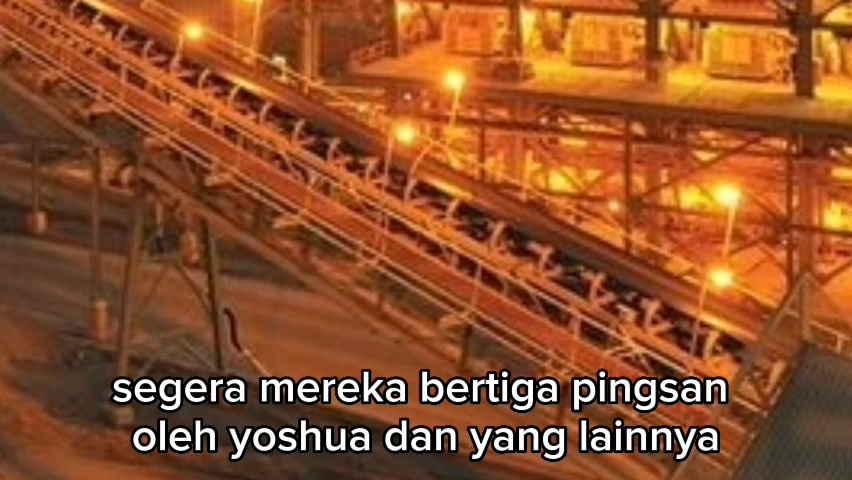 segera mereka bertiga pingsan
oleh yoshua dan yang lainnya